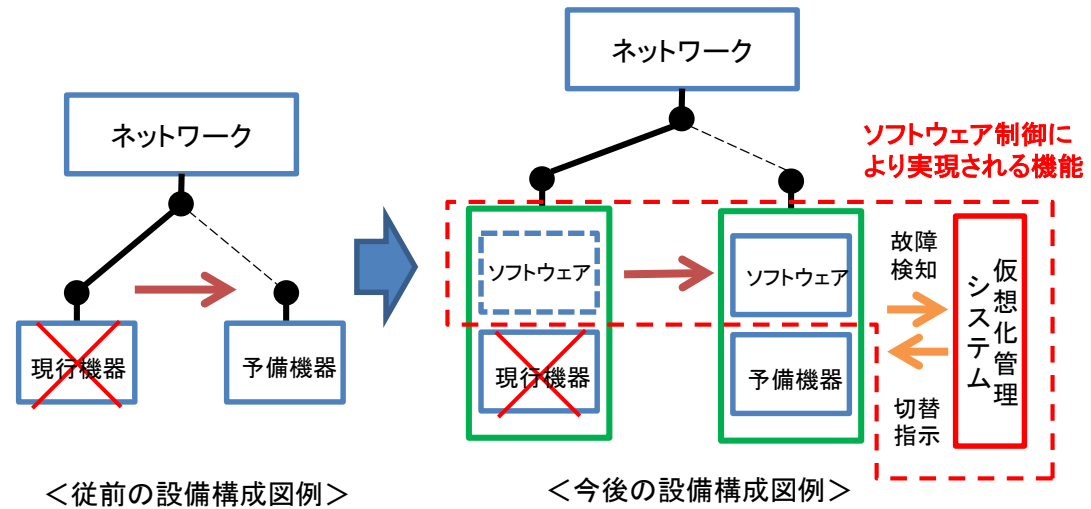 ネットワーク
現行機器
予備機器
＜従前の設備構成図例＞
ネットワーク
ソフトウェア制御に
より実現される機能
ソフトウェア
ソフトウェア
現行機器
予備機器
故障
検知
切替
指示
仮想化管理
システム
＜今後の設備構成図例＞